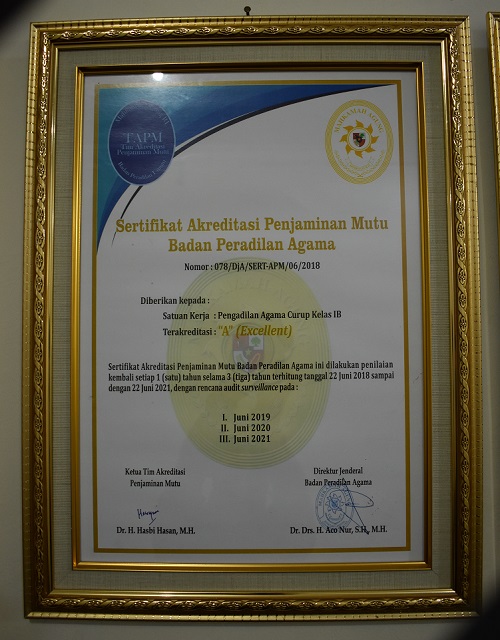 TAPM
Tim Akreditasi
Penjaminan Mutu
MAHKAMAH AGUNG
Sertifikat Akreditasi Penjaminan Mutu
Badan Peradilan Agama
Nomor : 078/DjA/SERT-APM/06/2018
Diberikan kepada :
Satuan Kerja : Pengadilan Agama Curup Kelas IB
Terakreditasi : "A" (Excellent)
Sertifikat Akreditasi Penjaminan Mutu Badan Peradilan Agama ini dilakukan penilaian
kembali setiap 1 (satu) tahun selama 3 (tiga) tahun terhitung tanggal 22 Juni 2018 sampai
dengan 22 Juni 2021, dengan rencana audit surveillance pada :
I. Juni 2019
II. Juni 2020
III. Juni 2021
Ketua Tim Akreditasi
Penjaminan Mutu
Dr. H. Hasbi Hasan, M.H.
Direktur Jenderal
Badan Peradilan Agama
Dr. Drs. H. Aco Nur, S.H., M.H.